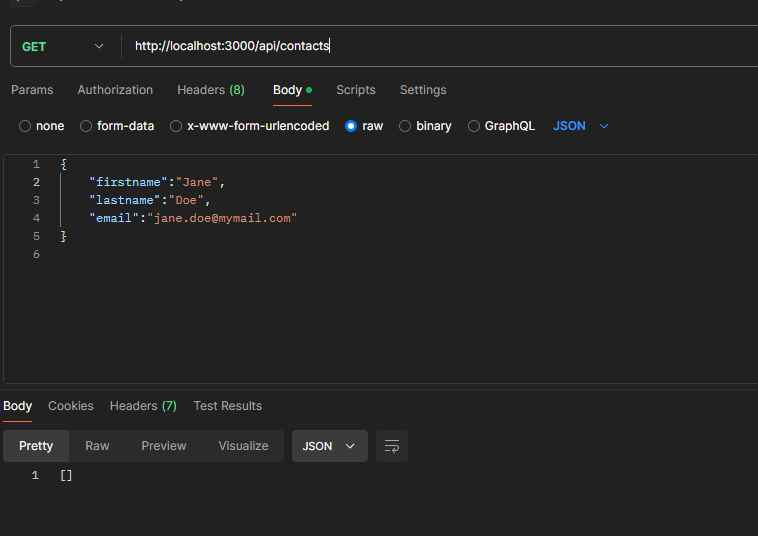 GET http://localhost:3000/api/contacts
Params Authorization Headers (8) Body Scripts Settings
none form-data x-www-form-urlencoded raw binary GraphQL JSON
1 {
2 "firstname":"Jane",
3 "lastname":"Doe",
4 "email":"jane.doe@mymail.com"
5 }
6
Body Cookies Headers (7) Test Results
Pretty Raw Preview Visualize JSON
1 []